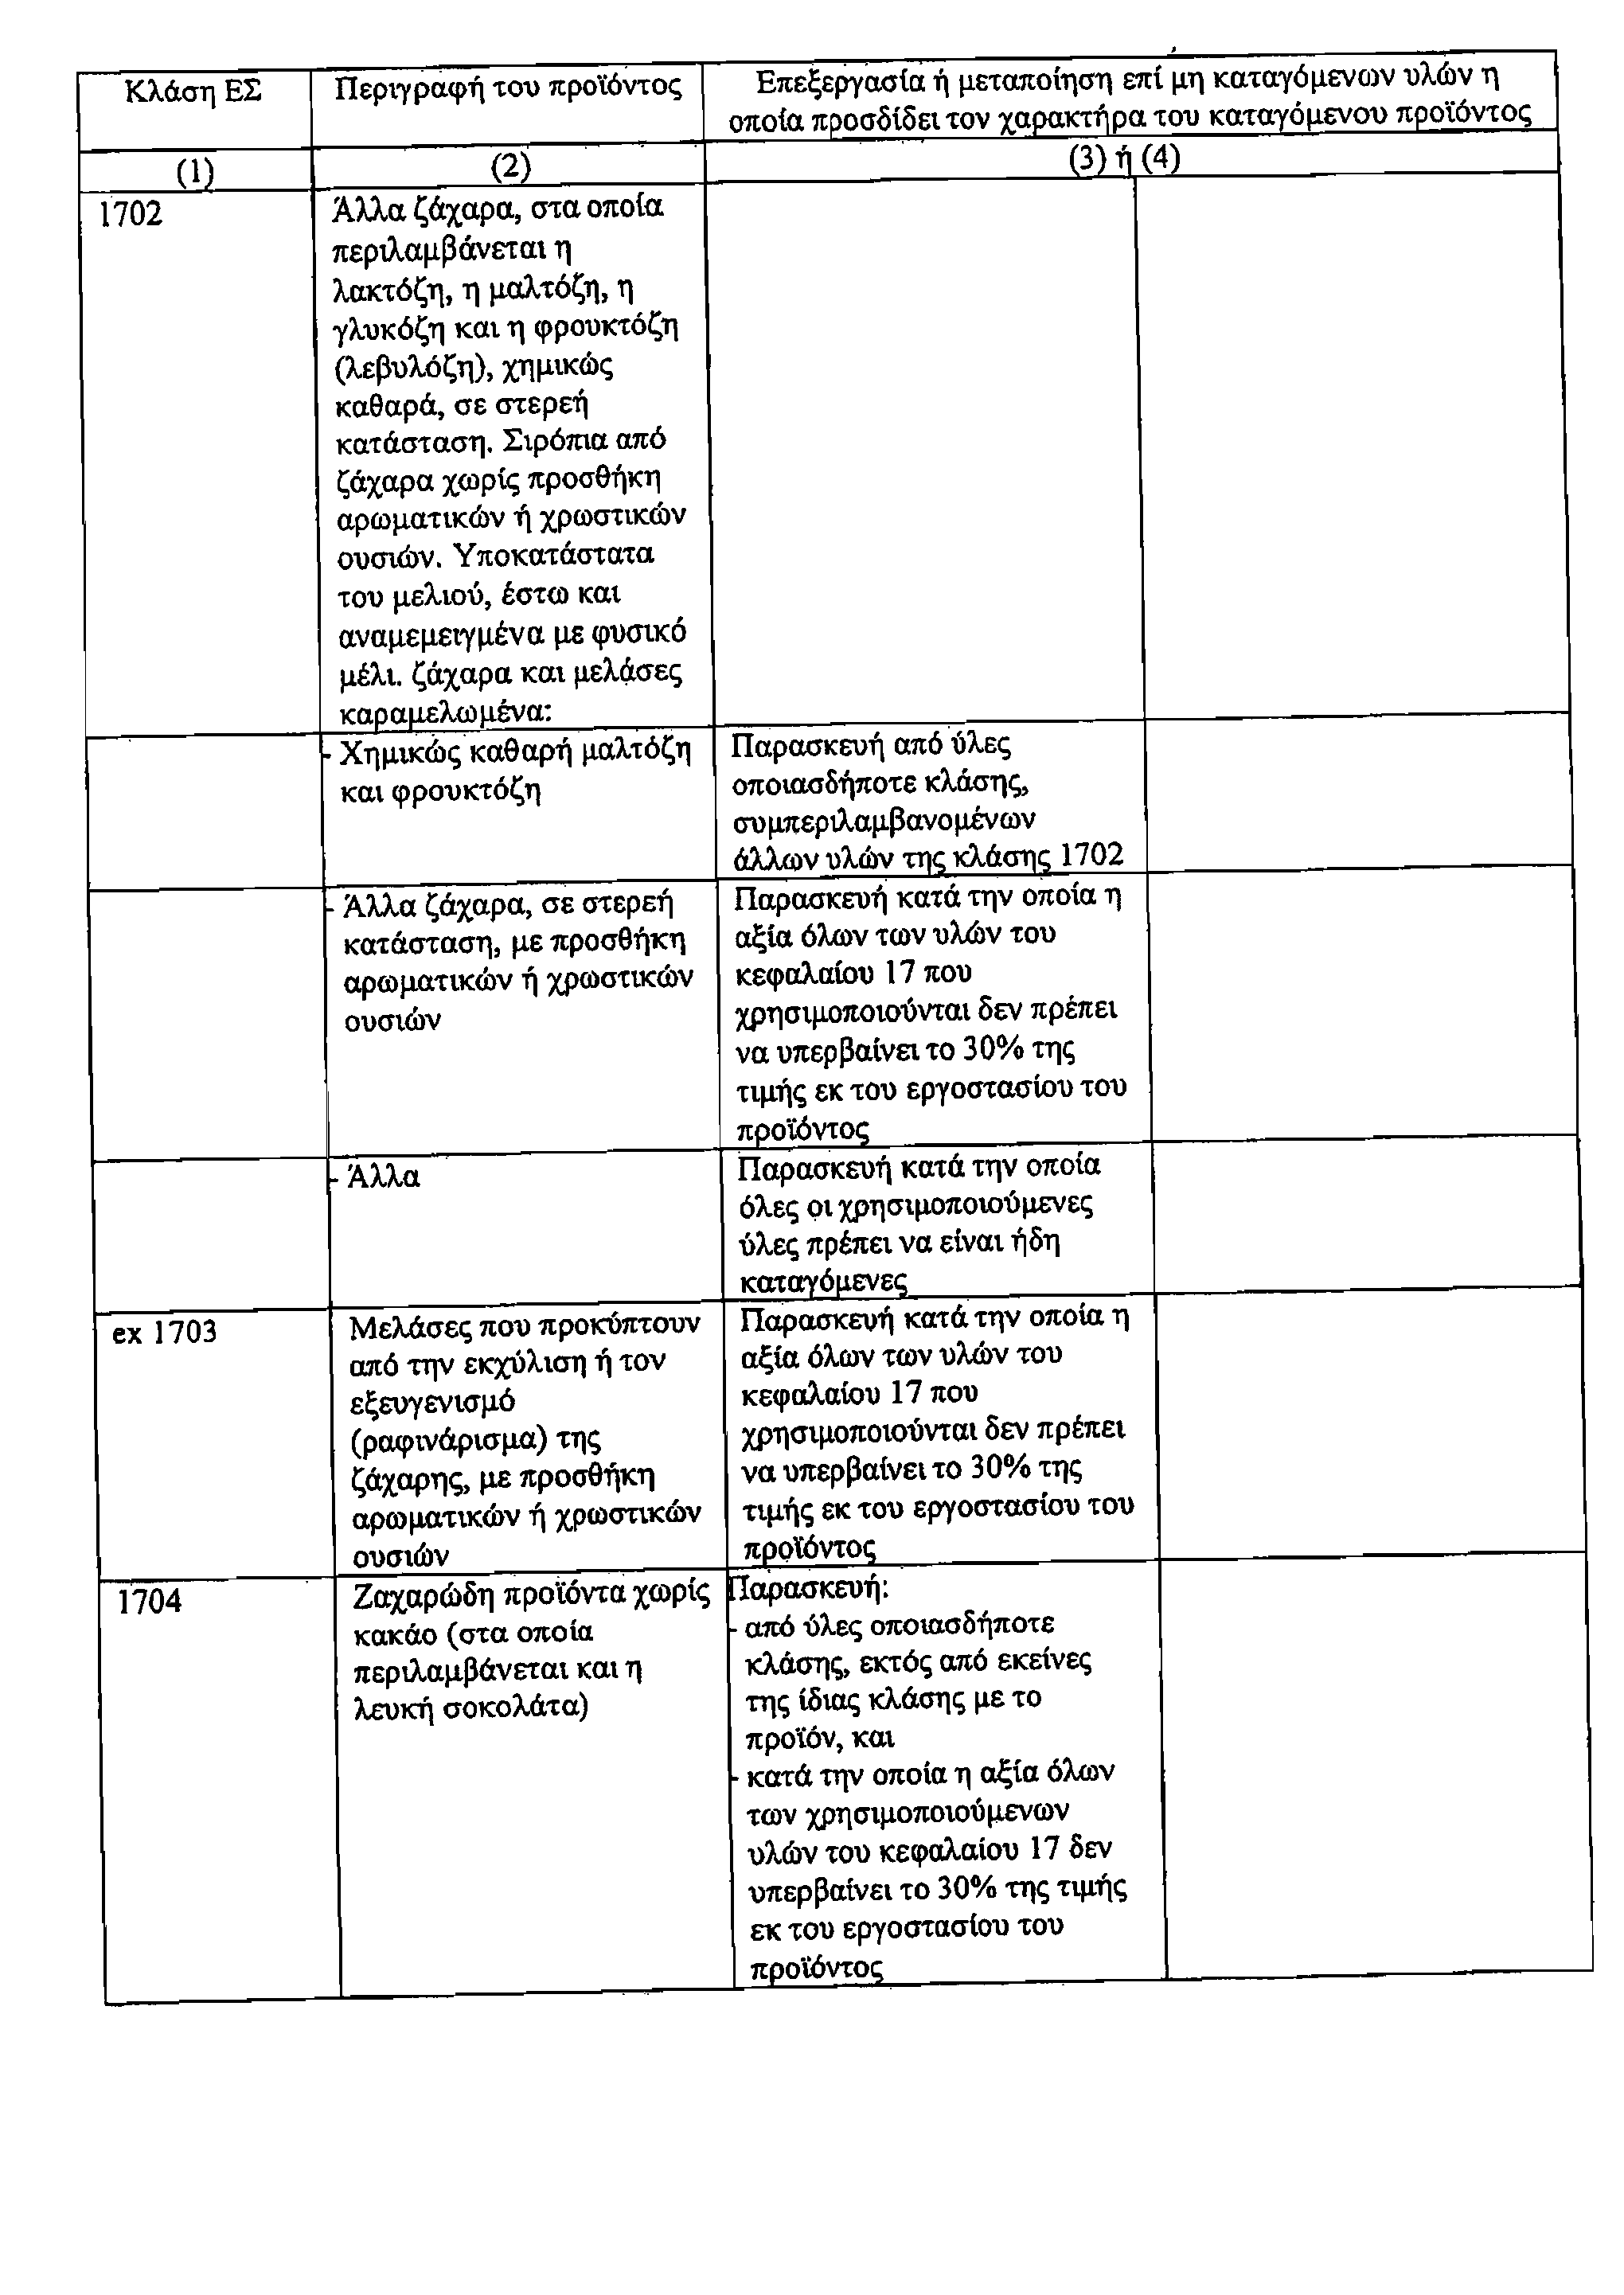 Κλάση ΕΣ
Περιγραφή του προϊόντος
Επεξεργασία ή μεταποίηση επί μη καταγόμενων υλών η
οποία προσδίδει τον χαρακτήρα του καταγόμενου προϊόντος
(1)
(2)
(3) ή (4)
1702
Άλλα ζάχαρα, στα οποία
περιλαμβάνεται η
λακτόζη, η μαλτόζη, η
γλυκόζη και η φρουκτόζη
(λεβυλόζη), χημικώς
καθαρά, σε στερεή
κατάσταση. Σιρόπια από
ζάχαρα χωρίς προσθήκη
αρωματικών ή χρωστικών
ουσιών. Υποκατάστατα
του μελιού, έστω και
αναμεμειγμένα με φυσικό
μέλι. ζάχαρα και μελάσες
καραμελωμένα:
- Χημικώς καθαρή μαλτόζη
και φρουκτόζη
Παρασκευή από ύλες
οποιασδήποτε κλάσης,
συμπεριλαμβανομένων
άλλων υλών της κλάσης 1702
- Άλλα ζάχαρα, σε στερεή
κατάσταση, με προσθήκη
αρωματικών ή χρωστικών
ουσιών
Παρασκευή κατά την οποία η
αξία όλων των υλών του
κεφαλαίου 17 που
χρησιμοποιούνται δεν πρέπει
να υπερβαίνει το 30% της
τιμής εκ του εργοστασίου του
προϊόντος
- Άλλα
Παρασκευή κατά την οποία
όλες οι χρησιμοποιούμενες
ύλες πρέπει να είναι ήδη
καταγόμενες
ex 1703
Μελάσες που προκύπτουν
από την εκχύλιση ή τον
εξευγενισμό
(ραφινάρισμα) της
ζάχαρης, με προσθήκη
αρωματικών ή χρωστικών
ουσιών
Παρασκευή κατά την οποία η
αξία όλων των υλών του
κεφαλαίου 17 που
χρησιμοποιούνται δεν πρέπει
να υπερβαίνει το 30% της
τιμής εκ του εργοστασίου του
προϊόντος
1704
Ζαχαρώδη προϊόντα χωρίς
κακάο (στα οποία
περιλαμβάνεται και η
λευκή σοκολάτα)
Παρασκευή:
- από ύλες οποιασδήποτε
κλάσης, εκτός από εκείνες
της ίδιας κλάσης με το
προϊόν, και
- κατά την οποία η αξία όλων
των χρησιμοποιούμενων
υλών του κεφαλαίου 17 δεν
υπερβαίνει το 30% της τιμής
εκ του εργοστασίου του
προϊόντος